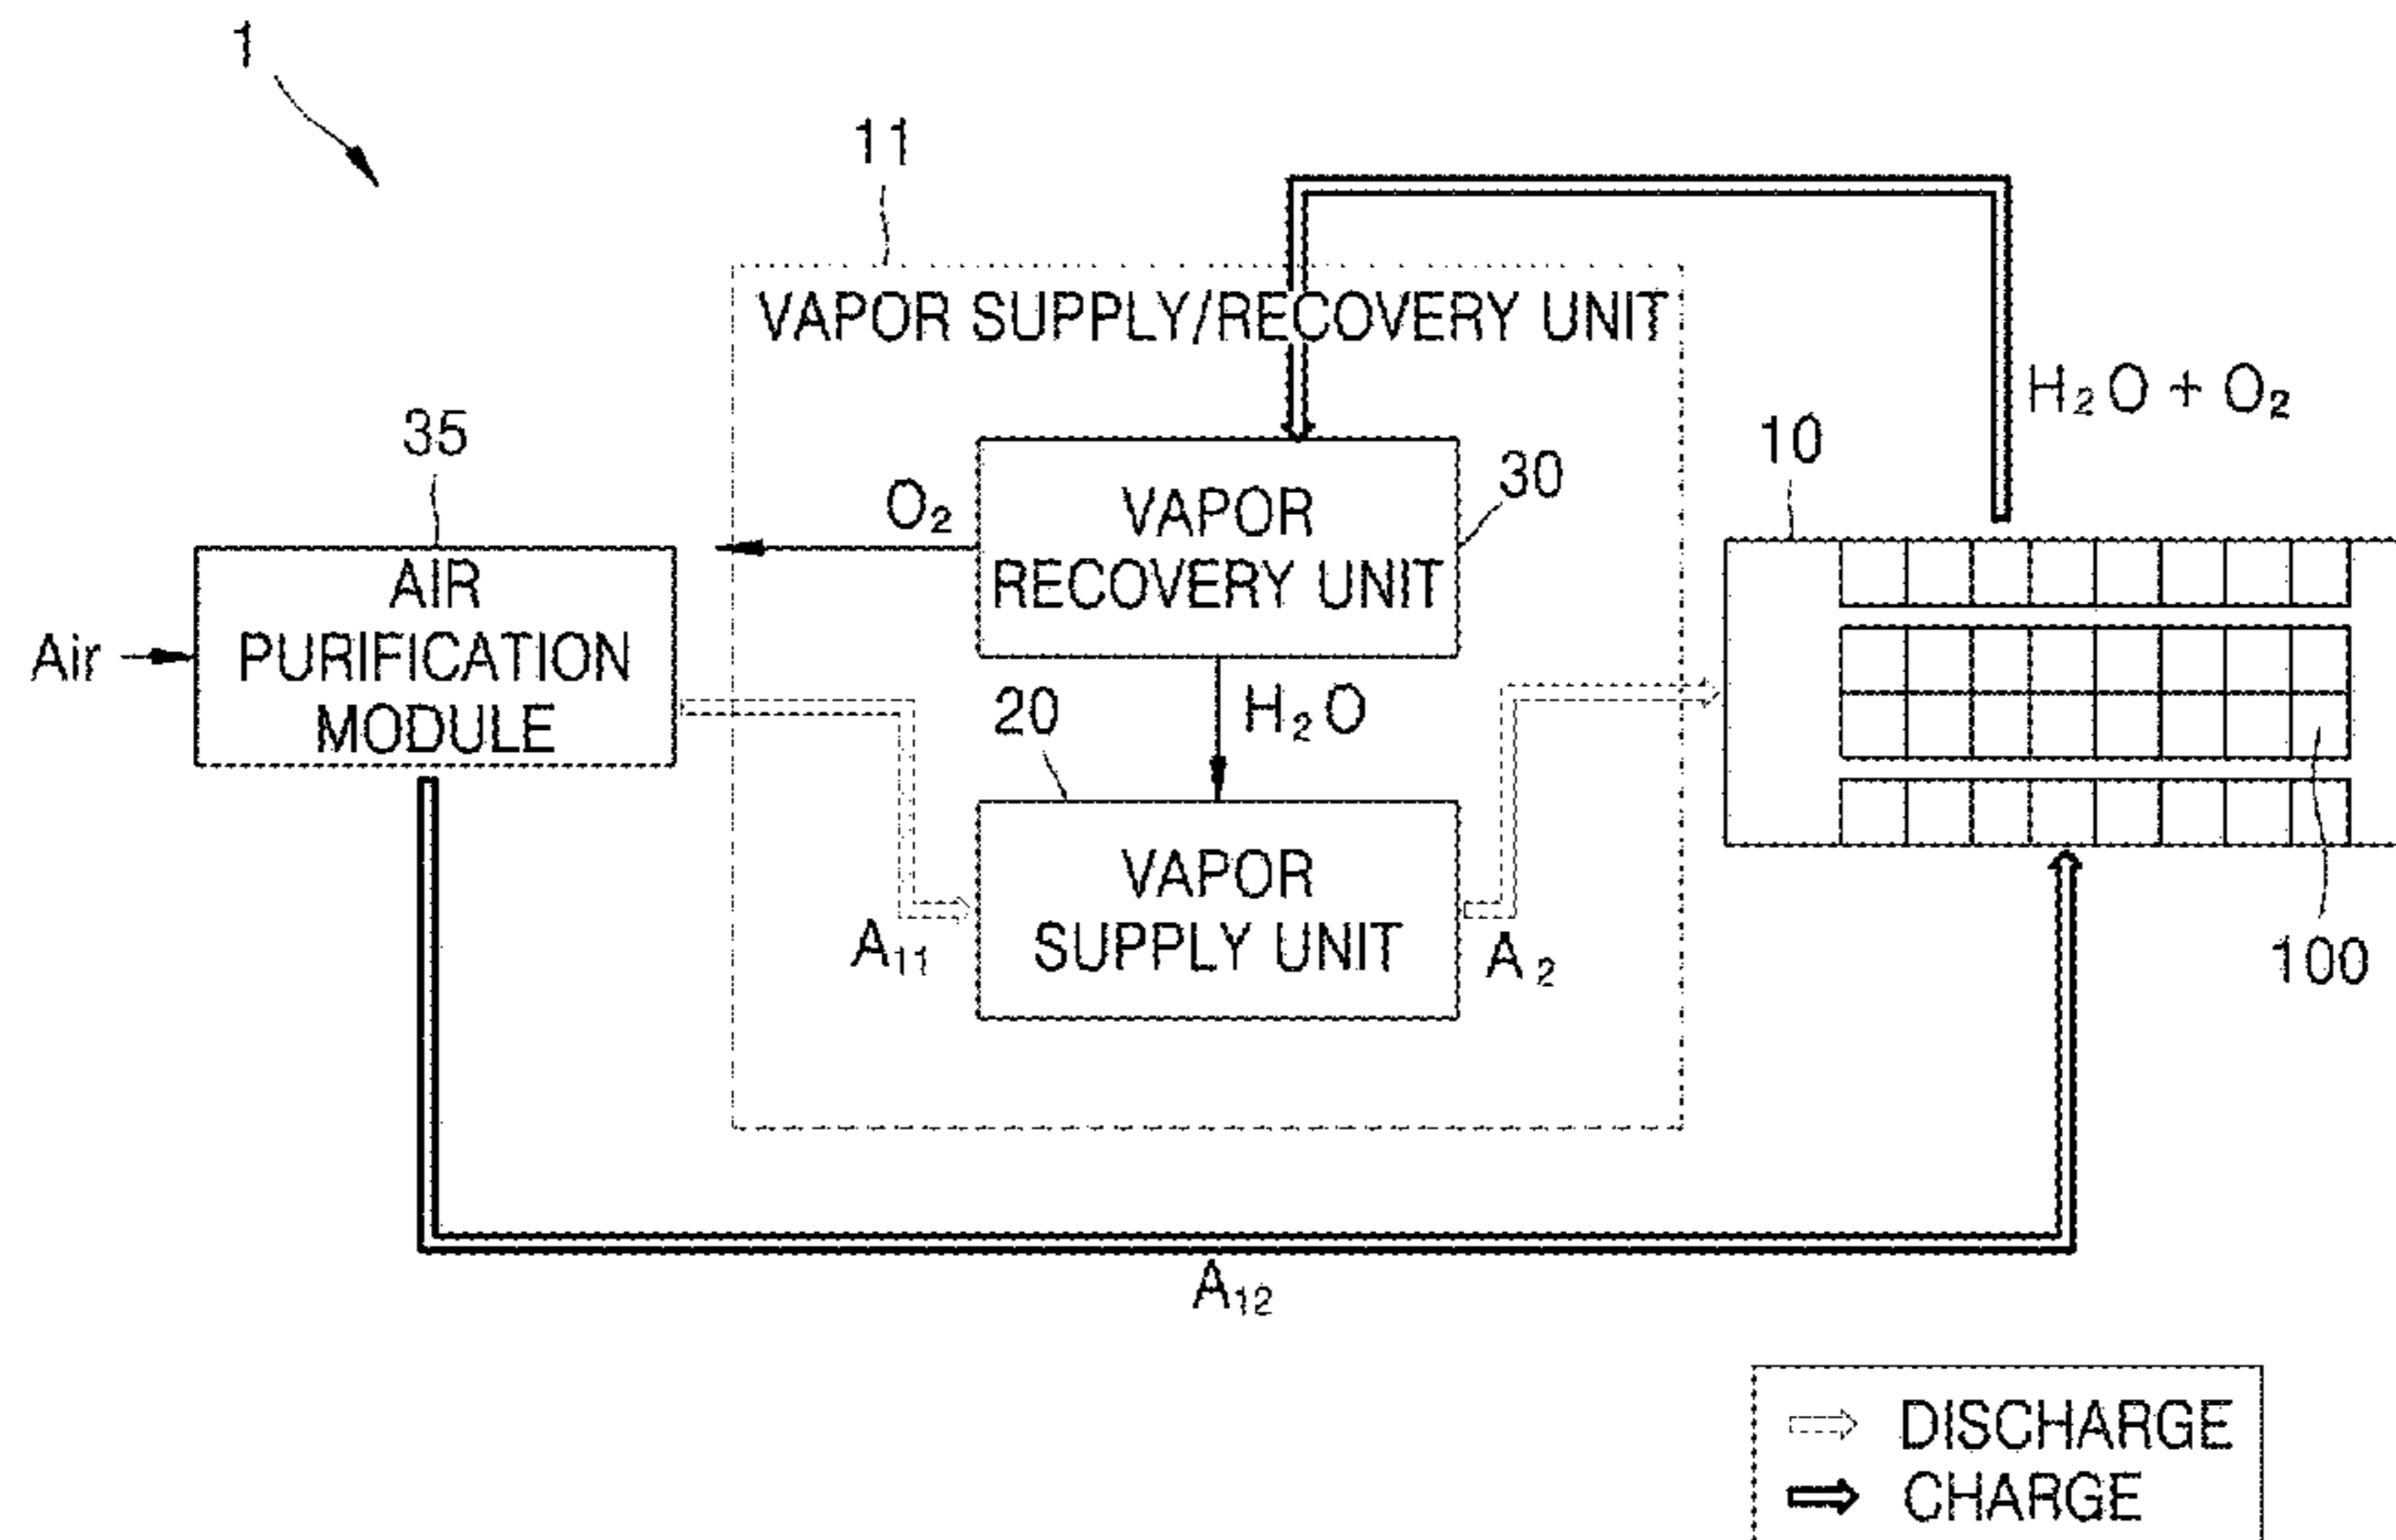 1
11
VAPOR SUPPLY/RECOVERY UNIT
H₂O + O₂
35
10
O₂
30
VAPOR
RECOVERY UNIT
AIR
PURIFICATION
MODULE
Air
20
H₂O
VAPOR
SUPPLY UNIT
A₁₁
A₂
100
A₁₂
DISCHARGE
CHARGE